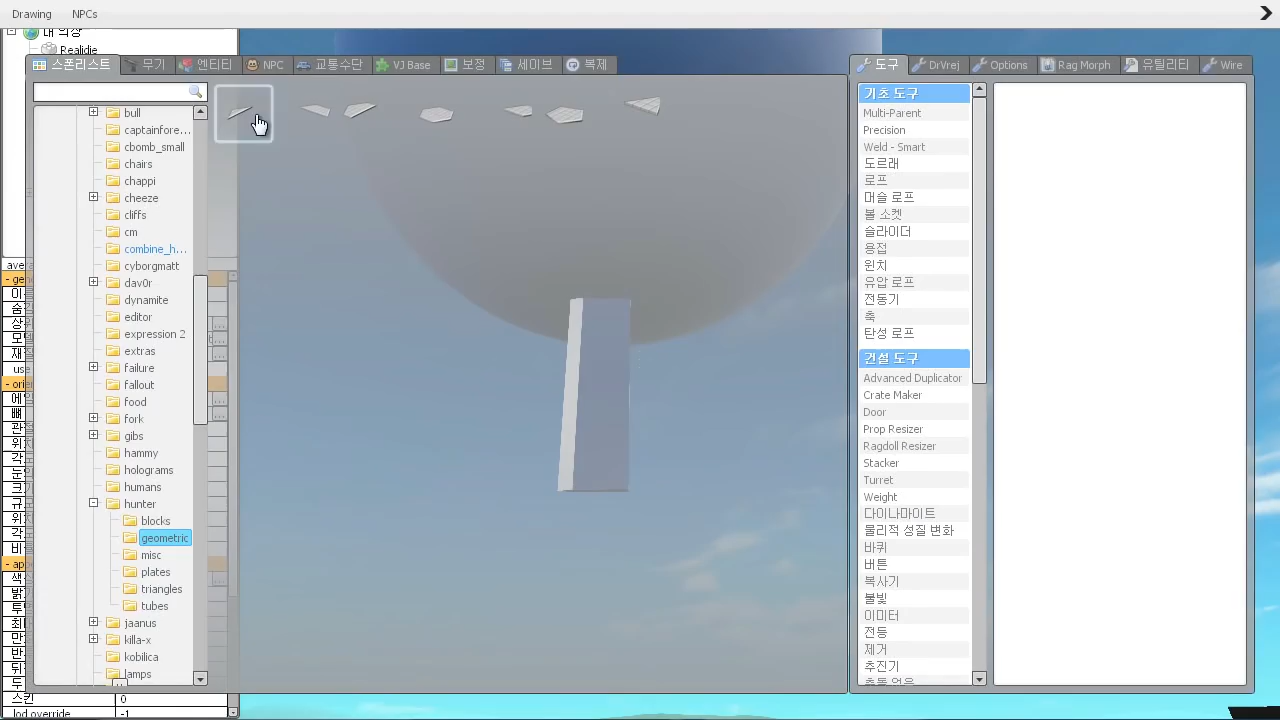 Drawing NPCs
내 의상
Realidie
스폰리스트 무기 엔티티 NPC 교통수단 VJ Base 보정 세이브 복제
bull
captainfore...
cbomb_small
chairs
chappi
cheeze
cliffs
cm
combine_h...
cyborgmatt
dav0r
dynamite
editor
expression 2
extras
failure
fallout
food
fork
gibs
hammy
holograms
humans
hunter
blocks
geometric
misc
plates
triangles
tubes
jaanus
killa-x
kobilica
lamps
도구 DrVrej Options Rag Morph 유틸리티 Wire
기초 도구
Multi-Parent
Precision
Weld - Smart
도르래
로프
머슬 로프
볼 소켓
슬라이더
용접
윈치
유압 로프
전동기
축
탄성 로프
건설 도구
Advanced Duplicator
Crate Maker
Door
Prop Resizer
Ragdoll Resizer
Stacker
Turret
Weight
다이나마이트
물리적 성질 변화
바퀴
버튼
복사기
불빛
이미터
전등
제거
추진기
충돌 없음
스킨 0
lod override -1